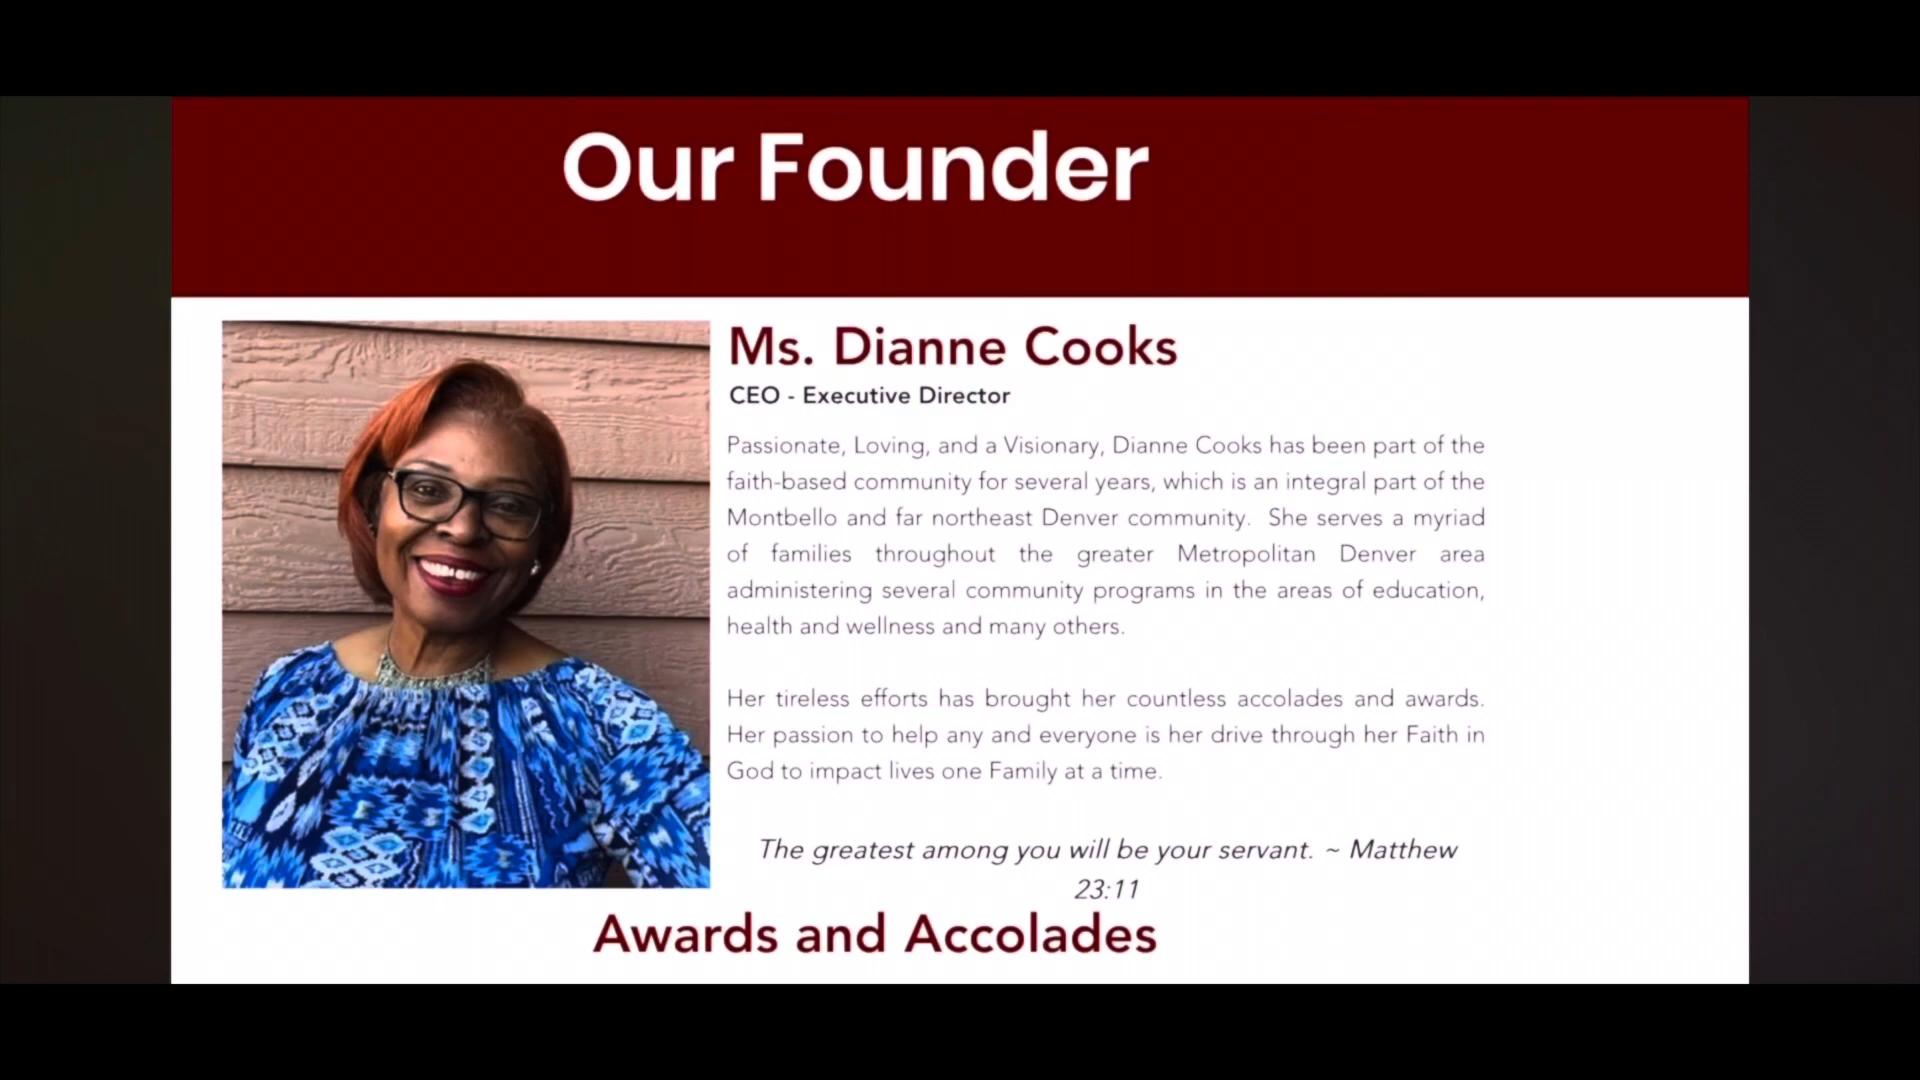 Our Founder
Ms. Dianne Cooks
CEO - Executive Director
Passionate, Loving, and a Visionary, Dianne Cooks has been part of the
faith-based community for several years, which is an integral part of the
Montbello and far northeast Denver community. She serves a myriad
of families throughout the greater Metropolitan Denver area
administering several community programs in the areas of education,
health and wellness and many others.
Her tireless efforts has brought her countless accolades and awards.
Her passion to help any and everyone is her drive through her Faith in
God to impact lives one Family at a time.
The greatest among you will be your servant. ~ Matthew
23:11
Awards and Accolades